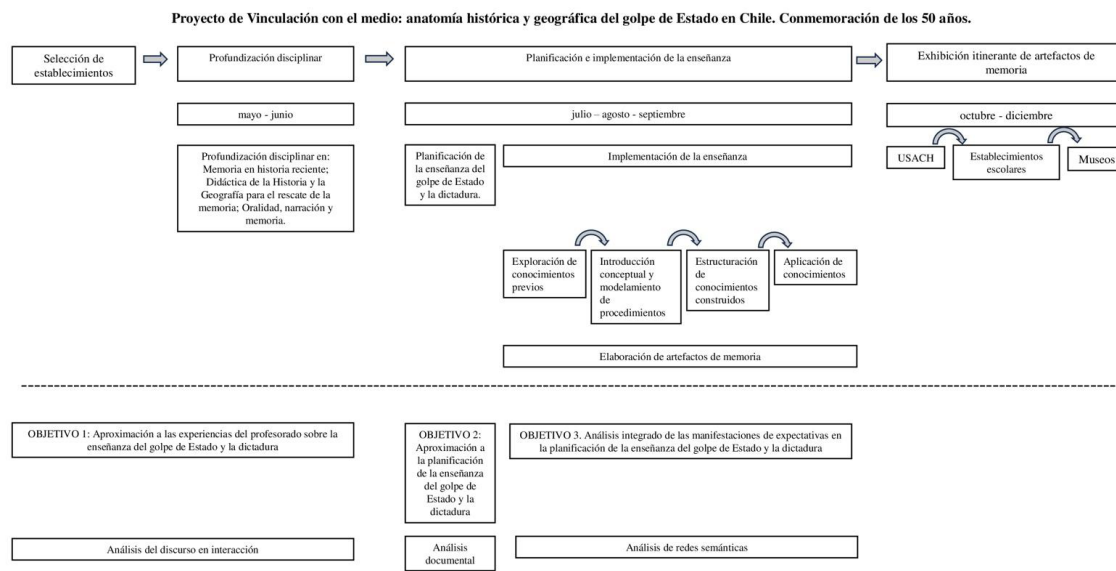 Proyecto de Vinculación con el medio: anatomía histórica y geográfica del golpe de Estado en Chile. Conmemoración de los 50 años.
Selección de
establecimientos
Profundización disciplinar
Planificación e implementación de la enseñanza
Exhibición itinerante de artefactos de
memoria
mayo - junio
julio – agosto - septiembre
octubre - diciembre
Profundización disciplinar en:
Memoria en historia reciente;
Didáctica de la Historia y la
Geografía para el rescate de la
memoria; Oralidad, narración y
memoria.
Planificación de
la enseñanza del
golpe de Estado
y la dictadura.
Implementación de la enseñanza
USACH
Establecimientos
escolares
Museos
Exploración de
conocimientos
previos
Introducción
conceptual y
modelamiento
de
procedimientos
Estructuración
de
conocimientos
construidos
Aplicación de
conocimientos
Elaboración de artefactos de memoria
OBJETIVO 1: Aproximación a las experiencias del profesorado sobre la
enseñanza del golpe de Estado y la dictadura
OBJETIVO 2:
Aproximación a
la planificación
de la enseñanza
del golpe de
Estado y la
dictadura
OBJETIVO 3. Análisis integrado de las manifestaciones de expectativas en
la planificación de la enseñanza del golpe de Estado y la dictadura
Análisis del discurso en interacción
Análisis
documental
Análisis de redes semánticas